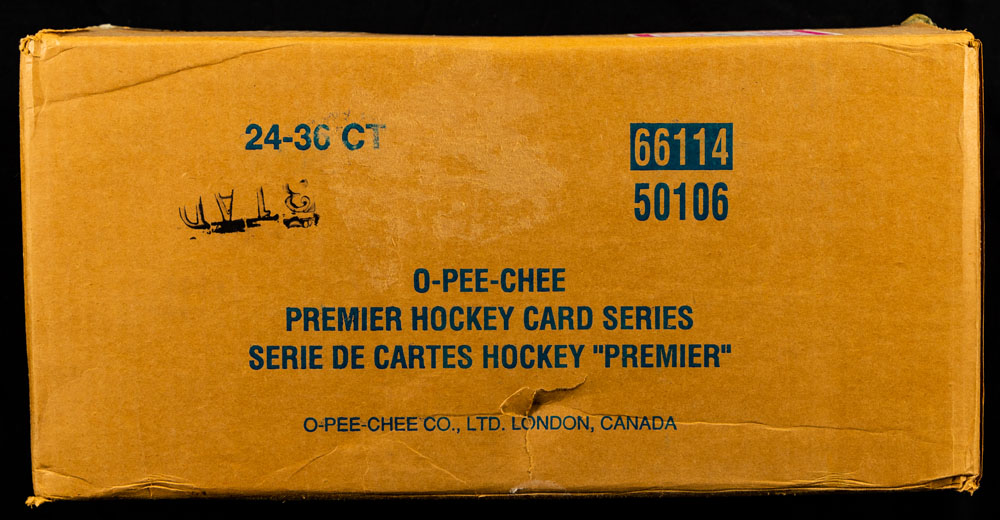 24-36 CT
66114
50106
O-PEE-CHEE
PREMIER HOCKEY CARD SERIES
SERIE DE CARTES HOCKEY "PREMIER"
O-PEE-CHEE CO., LTD. LONDON, CANADA